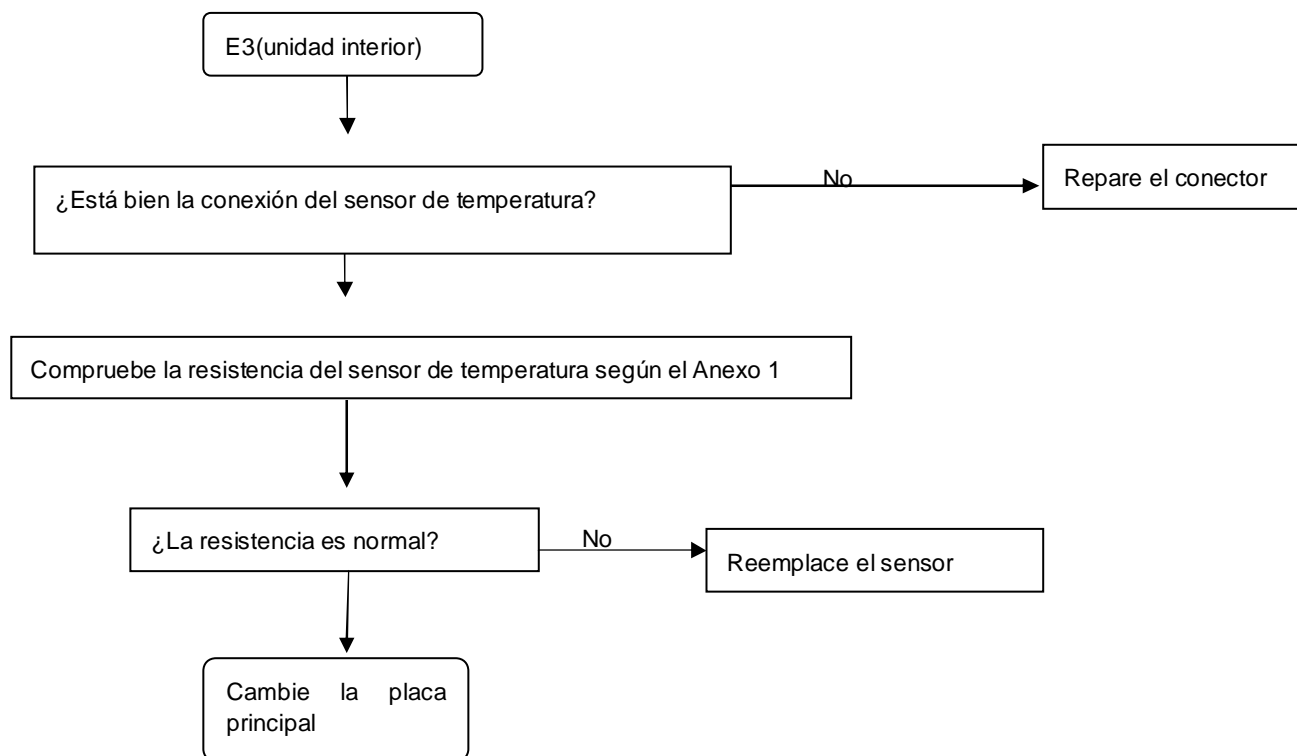 E3(unidad interior)
¿Está bien la conexión del sensor de temperatura?
No
Repare el conector
Compruebe la resistencia del sensor de temperatura según el Anexo 1
¿La resistencia es normal?
No
Reemplace el sensor
Cambie la placa
principal